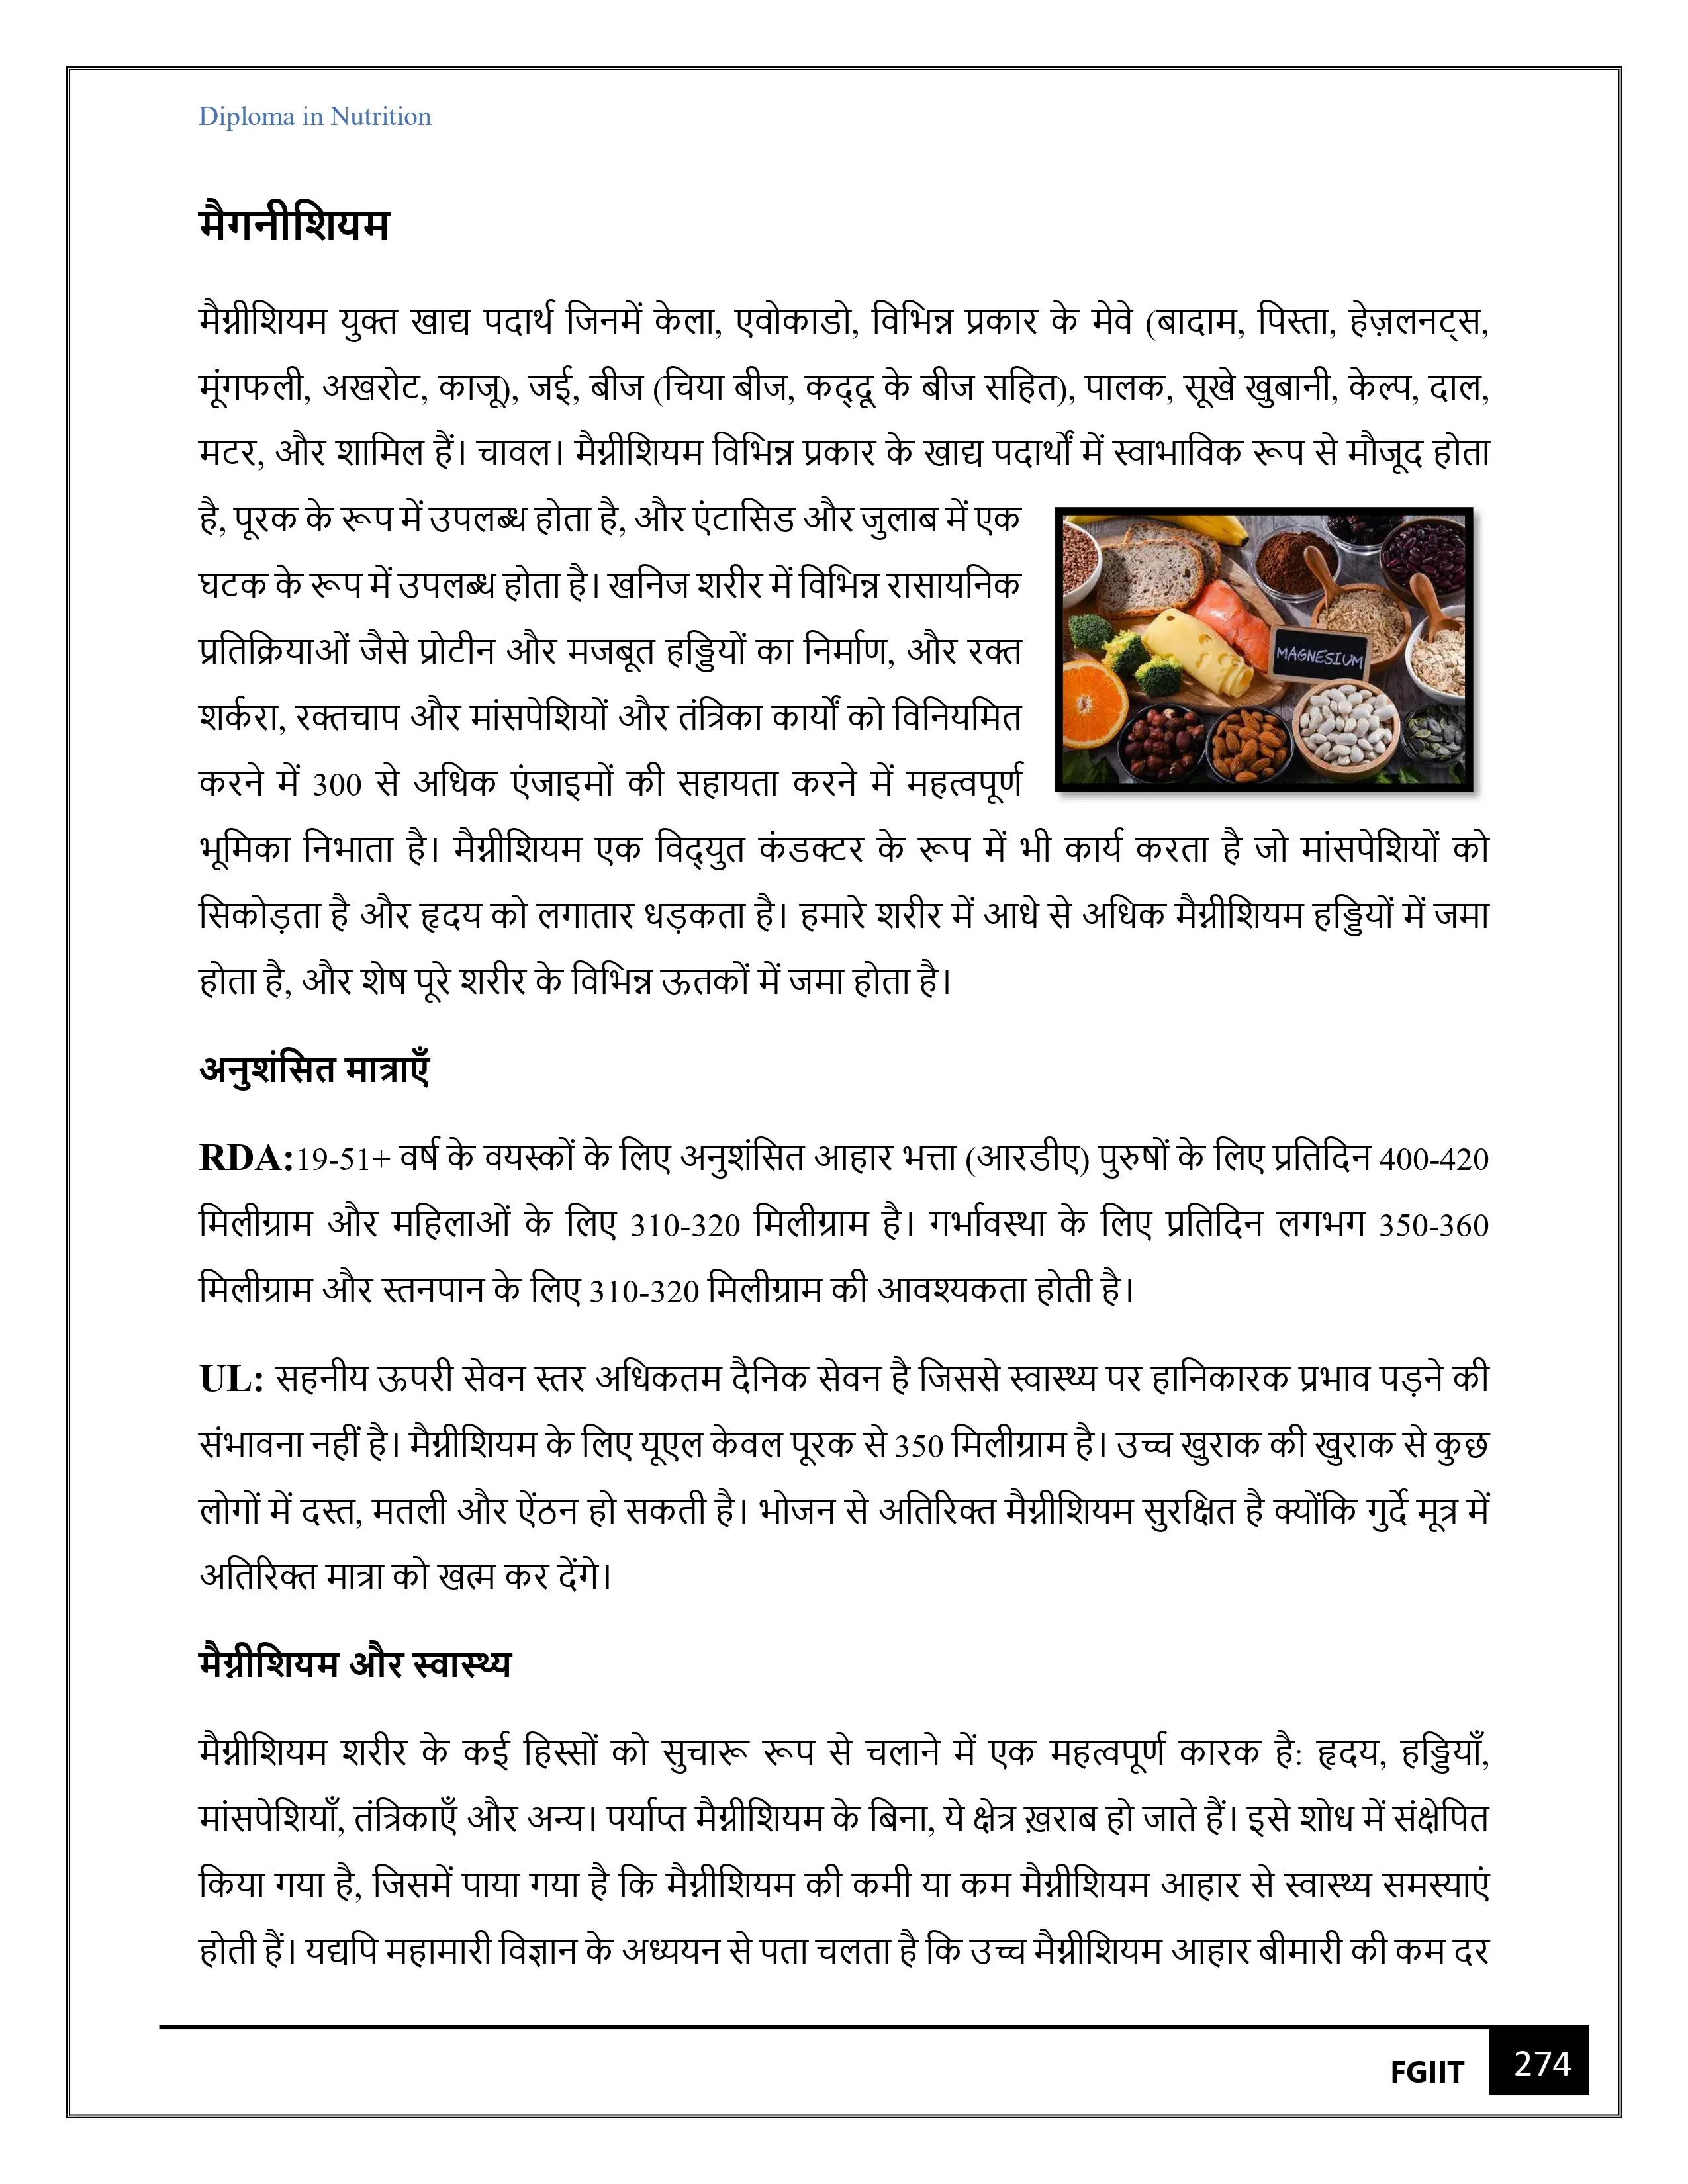 Diploma in Nutrition
मैगनीशियम
मैग्नीशियम युक्त खाद्य पदार्थ जिनमें केला, एवोकाडो, विभिन्न प्रकार के मेवे (बादाम, पिस्ता, हेज़लनट्स,
मूंगफली, अखरोट, काजू), जई, बीज (चिया बीज, कद्दू के बीज सहित), पालक, सूखे खुबानी, केल्प, दाल,
मटर, और शामिल हैं। चावल। मैग्नीशियम विभिन्न प्रकार के खाद्य पदार्थों में स्वाभाविक रूप से मौजूद होता
है, पूरक के रूप में उपलब्ध होता है, और एंटासिड और जुलाब में एक
घटक के रूप में उपलब्ध होता है। खनिज शरीर में विभिन्न रासायनिक
प्रतिक्रियाओं जैसे प्रोटीन और मजबूत हड्डियों का निर्माण, और रक्त
शर्करा, रक्तचाप और मांसपेशियों और तंत्रिका कार्यों को विनियमित
करने में 300 से अधिक एंजाइमों की सहायता करने में महत्वपूर्ण
MAGNESIUM
भूमिका निभाता है। मैग्नीशियम एक विद्युत कंडक्टर के रूप में भी कार्य करता है जो मांसपेशियों को
सिकोड़ता है और हृदय को लगातार धड़कता है। हमारे शरीर में आधे से अधिक मैग्नीशियम हड्डियों में जमा
होता है, और शेष पूरे शरीर के विभिन्न ऊतकों में जमा होता है।
अनुशंसित मात्राएँ
RDA:19-51+ वर्ष के वयस्कों के लिए अनुशंसित आहार भत्ता (आरडीए) पुरुषों के लिए प्रतिदिन 400-420
मिलीग्राम और महिलाओं के लिए 310-320 मिलीग्राम है। गर्भावस्था के लिए प्रतिदिन लगभग 350-360
मिलीग्राम और स्तनपान के लिए 310-320 मिलीग्राम की आवश्यकता होती है।
UL: सहनीय ऊपरी सेवन स्तर अधिकतम दैनिक सेवन है जिससे स्वास्थ्य पर हानिकारक प्रभाव पड़ने की
संभावना नहीं है। मैग्नीशियम के लिए यूएल केवल पूरक से 350 मिलीग्राम है। उच्च खुराक की खुराक से कुछ
लोगों में दस्त, मतली और ऐंठन हो सकती है। भोजन से अतिरिक्त मैग्नीशियम सुरक्षित है क्योंकि गुर्दे मूत्र में
अतिरिक्त मात्रा को खत्म कर देंगे।
मैग्नीशियम और स्वास्थ्य
मैग्नीशियम शरीर के कई हिस्सों को सुचारू रूप से चलाने में एक महत्वपूर्ण कारक है: हृदय, हड्डियाँ,
मांसपेशियाँ, तंत्रिकाएँ और अन्य। पर्याप्त मैग्नीशियम के बिना, ये क्षेत्र ख़राब हो जाते हैं। इसे शोध में संक्षेपित
किया गया है, जिसमें पाया गया है कि मैग्नीशियम की कमी या कम मैग्नीशियम आहार से स्वास्थ्य समस्याएं
होती हैं। यद्यपि महामारी विज्ञान के अध्ययन से पता चलता है कि उच्च मैग्नीशियम आहार बीमारी की कम दर
FGIIT 274